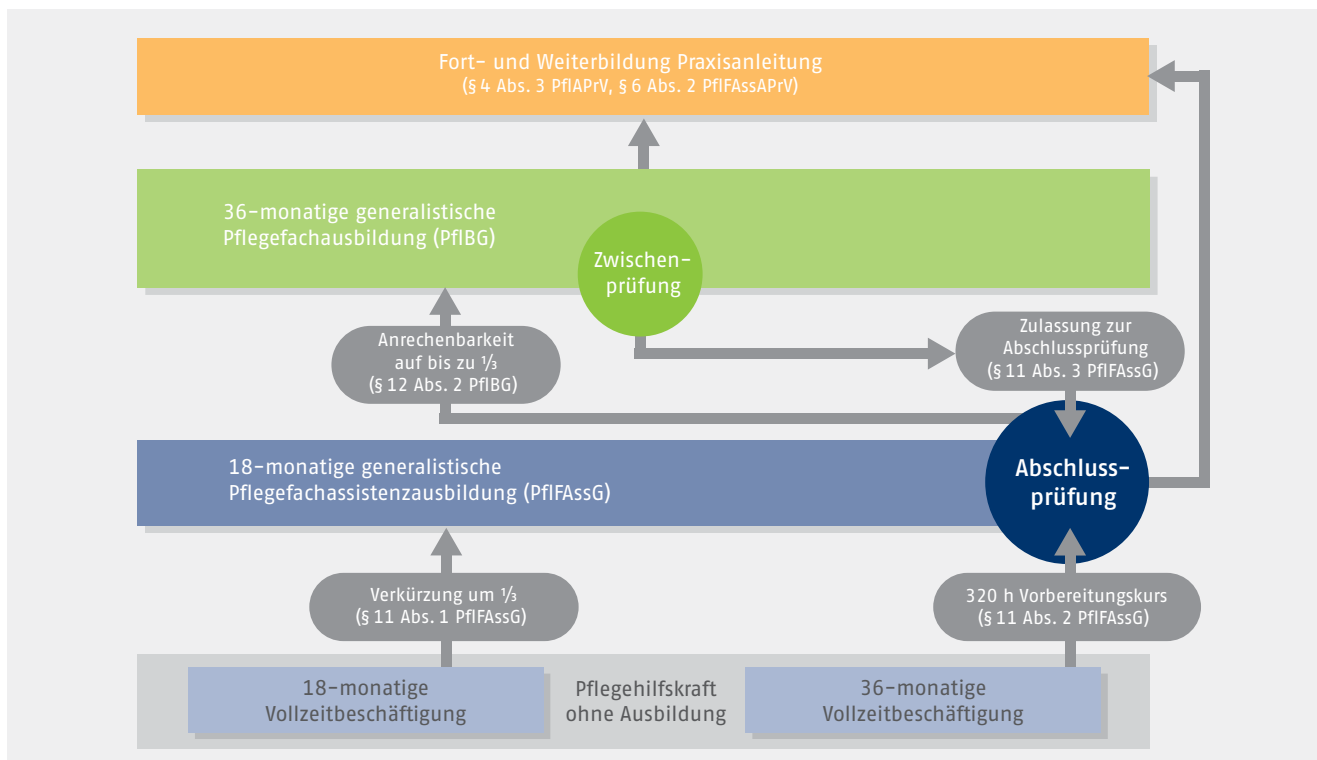 Fort- und Weiterbildung Praxisanleitung
(§ 4 Abs. 3 PflAPrV, § 6 Abs. 2 PflFAssAPrV)
36-monatige generalistische
Pflegefachausbildung (PflBG)
Zwischen-
prüfung
Anrechenbarkeit
auf bis zu ⅓
(§ 12 Abs. 2 PflBG)
Zulassung zur
Abschlussprüfung
(§ 11 Abs. 3 PflFAssG)
18-monatige generalistische
Pflegefachassistenzausbildung (PflFAssG)
Abschluss-
prüfung
Verkürzung um ⅓
(§ 11 Abs. 1 PflFAssG)
320 h Vorbereitungskurs
(§ 11 Abs. 2 PflFAssG)
18-monatige
Vollzeitbeschäftigung
Pflegehilfskraft
ohne Ausbildung
36-monatige
Vollzeitbeschäftigung